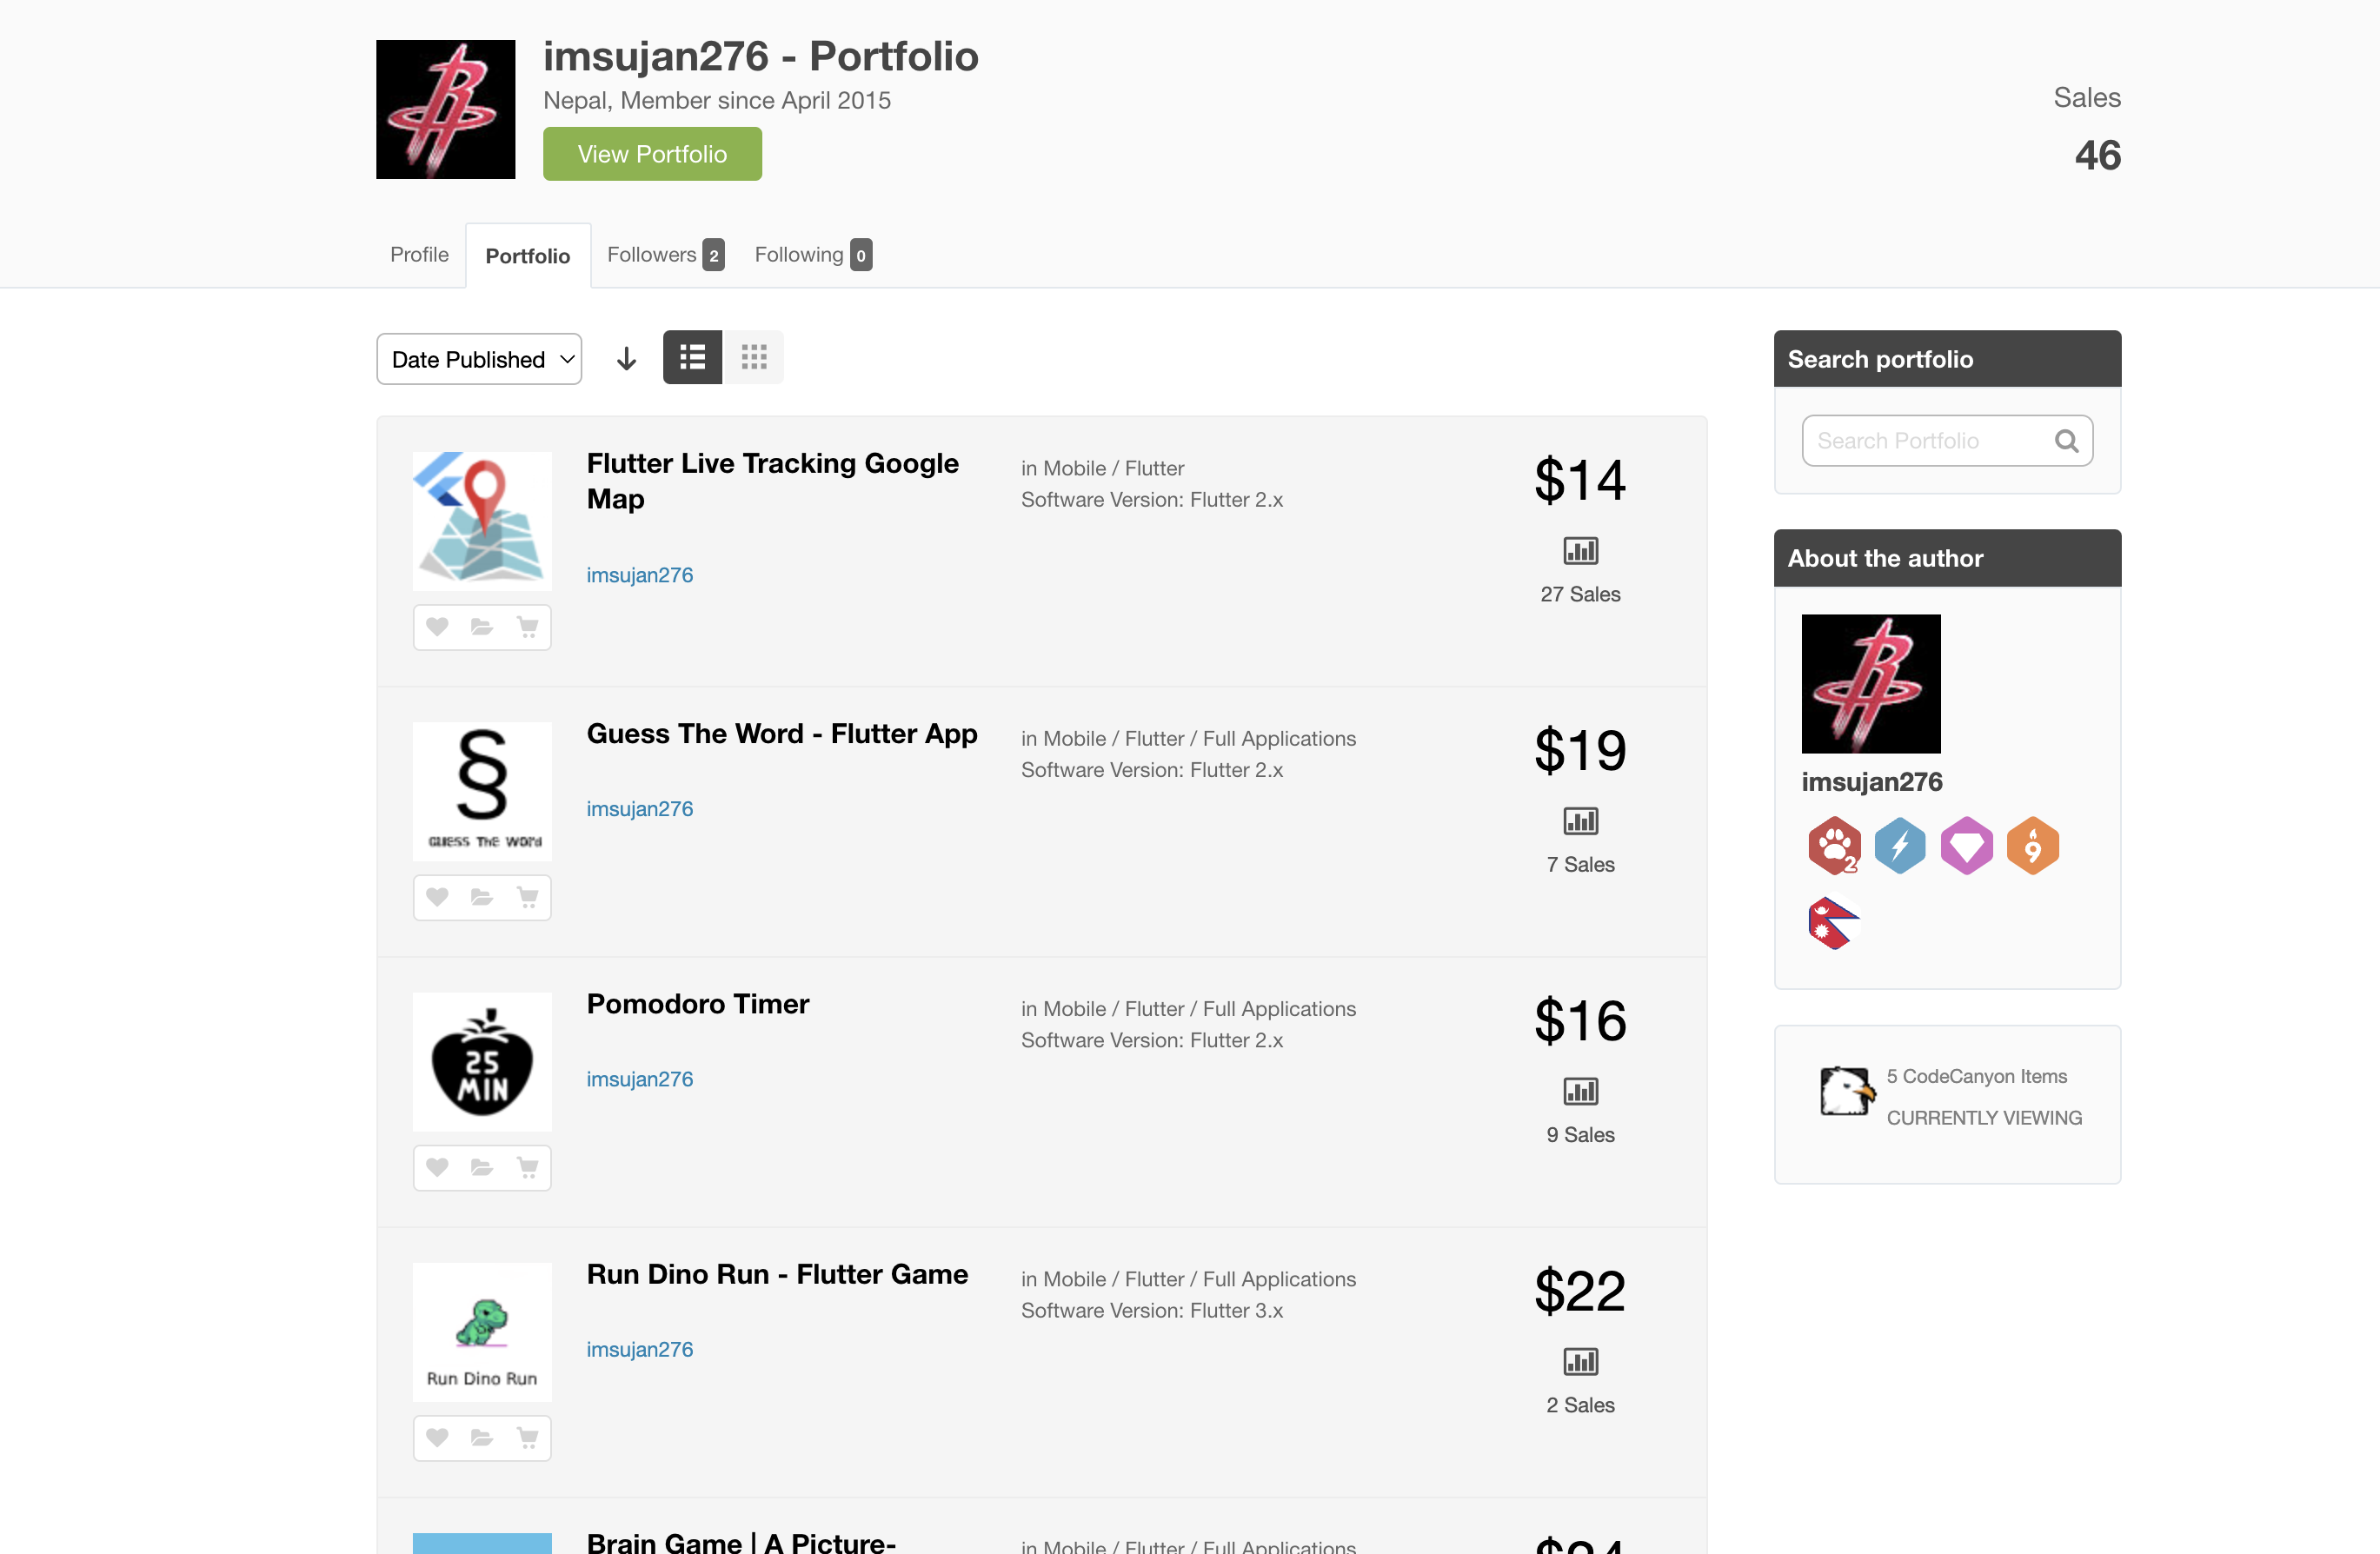 imsujan276 - Portfolio
Nepal, Member since April 2015
View Portfolio
Sales
46
Profile
Portfolio
Followers 2
Following 0
Date Published
Flutter Live Tracking Google
Map
imsujan276
in Mobile / Flutter
Software Version: Flutter 2.x
$14
27 Sales
GUESS THE WORD
Guess The Word - Flutter App
imsujan276
in Mobile / Flutter / Full Applications
Software Version: Flutter 2.x
$19
7 Sales
25
MIN
Pomodoro Timer
imsujan276
in Mobile / Flutter / Full Applications
Software Version: Flutter 2.x
$16
9 Sales
Run Dino Run
Run Dino Run - Flutter Game
imsujan276
in Mobile / Flutter / Full Applications
Software Version: Flutter 3.x
$22
2 Sales
Brain Game | A Picture-
in Mobile / Flutter / Full Applications
$24
Search portfolio
Search Portfolio
About the author
imsujan276
2
9
5 CodeCanyon Items
CURRENTLY VIEWING